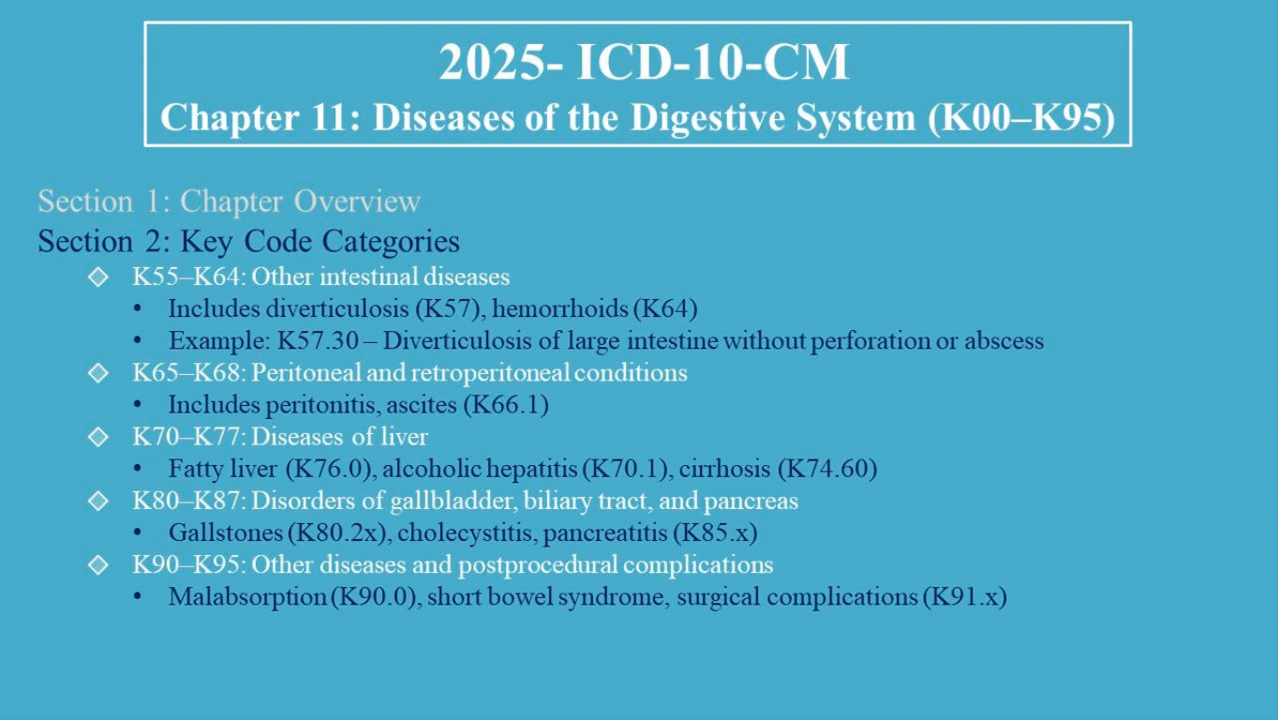 2025- ICD-10-CM
Chapter 11: Diseases of the Digestive System (K00–K95)
Section 1: Chapter Overview
Section 2: Key Code Categories
K55–K64: Other intestinal diseases
• Includes diverticulosis (K57), hemorrhoids (K64)
• Example: K57.30 – Diverticulosis of large intestine without perforation or abscess
K65–K68: Peritoneal and retroperitoneal conditions
• Includes peritonitis, ascites (K66.1)
K70–K77: Diseases of liver
• Fatty liver (K76.0), alcoholic hepatitis (K70.1), cirrhosis (K74.60)
K80–K87: Disorders of gallbladder, biliary tract, and pancreas
• Gallstones (K80.2x), cholecystitis, pancreatitis (K85.x)
K90–K95: Other diseases and postprocedural complications
• Malabsorption (K90.0), short bowel syndrome, surgical complications (K91.x)